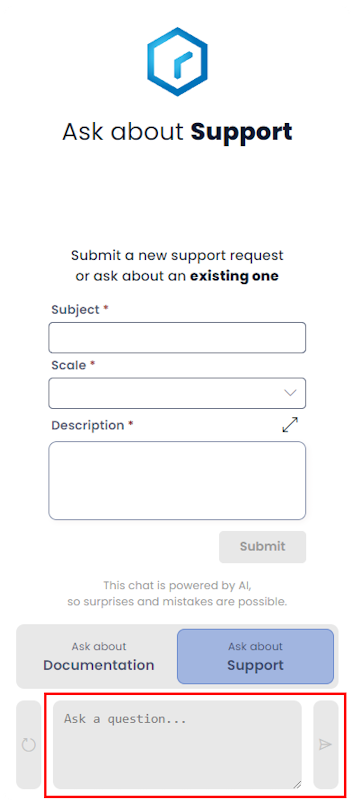 Ask about Support
Submit a new support request
or ask about an existing one
Subject *
Scale *
Description *
Submit
This chat is powered by AI,
so surprises and mistakes are possible.
Ask about
Documentation
Ask about
Support
Ask a question...